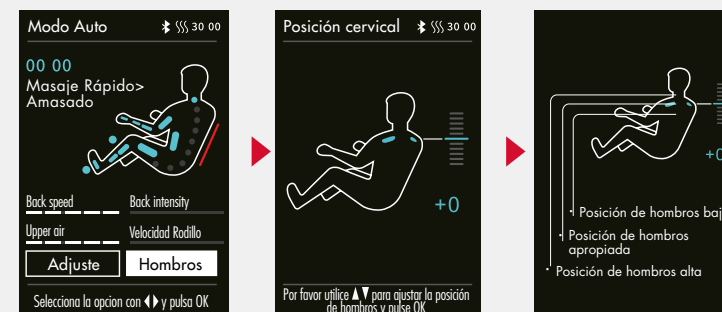 Modo Auto 30 00
00 00
Masaje Rápido>
Amasado
Back speed Back intensity
Upper air Velocidad Rodillo
Adjuste Hombros
Selecciona la opcion con y pulsa OK
Posición cervical 30 00
+0
Por favor utilice ▲▼ para ajustar la posición
de hombros y pulse OK
+0
Posición de hombros baj
Posición de hombros
apropiada
Posición de hombros alta